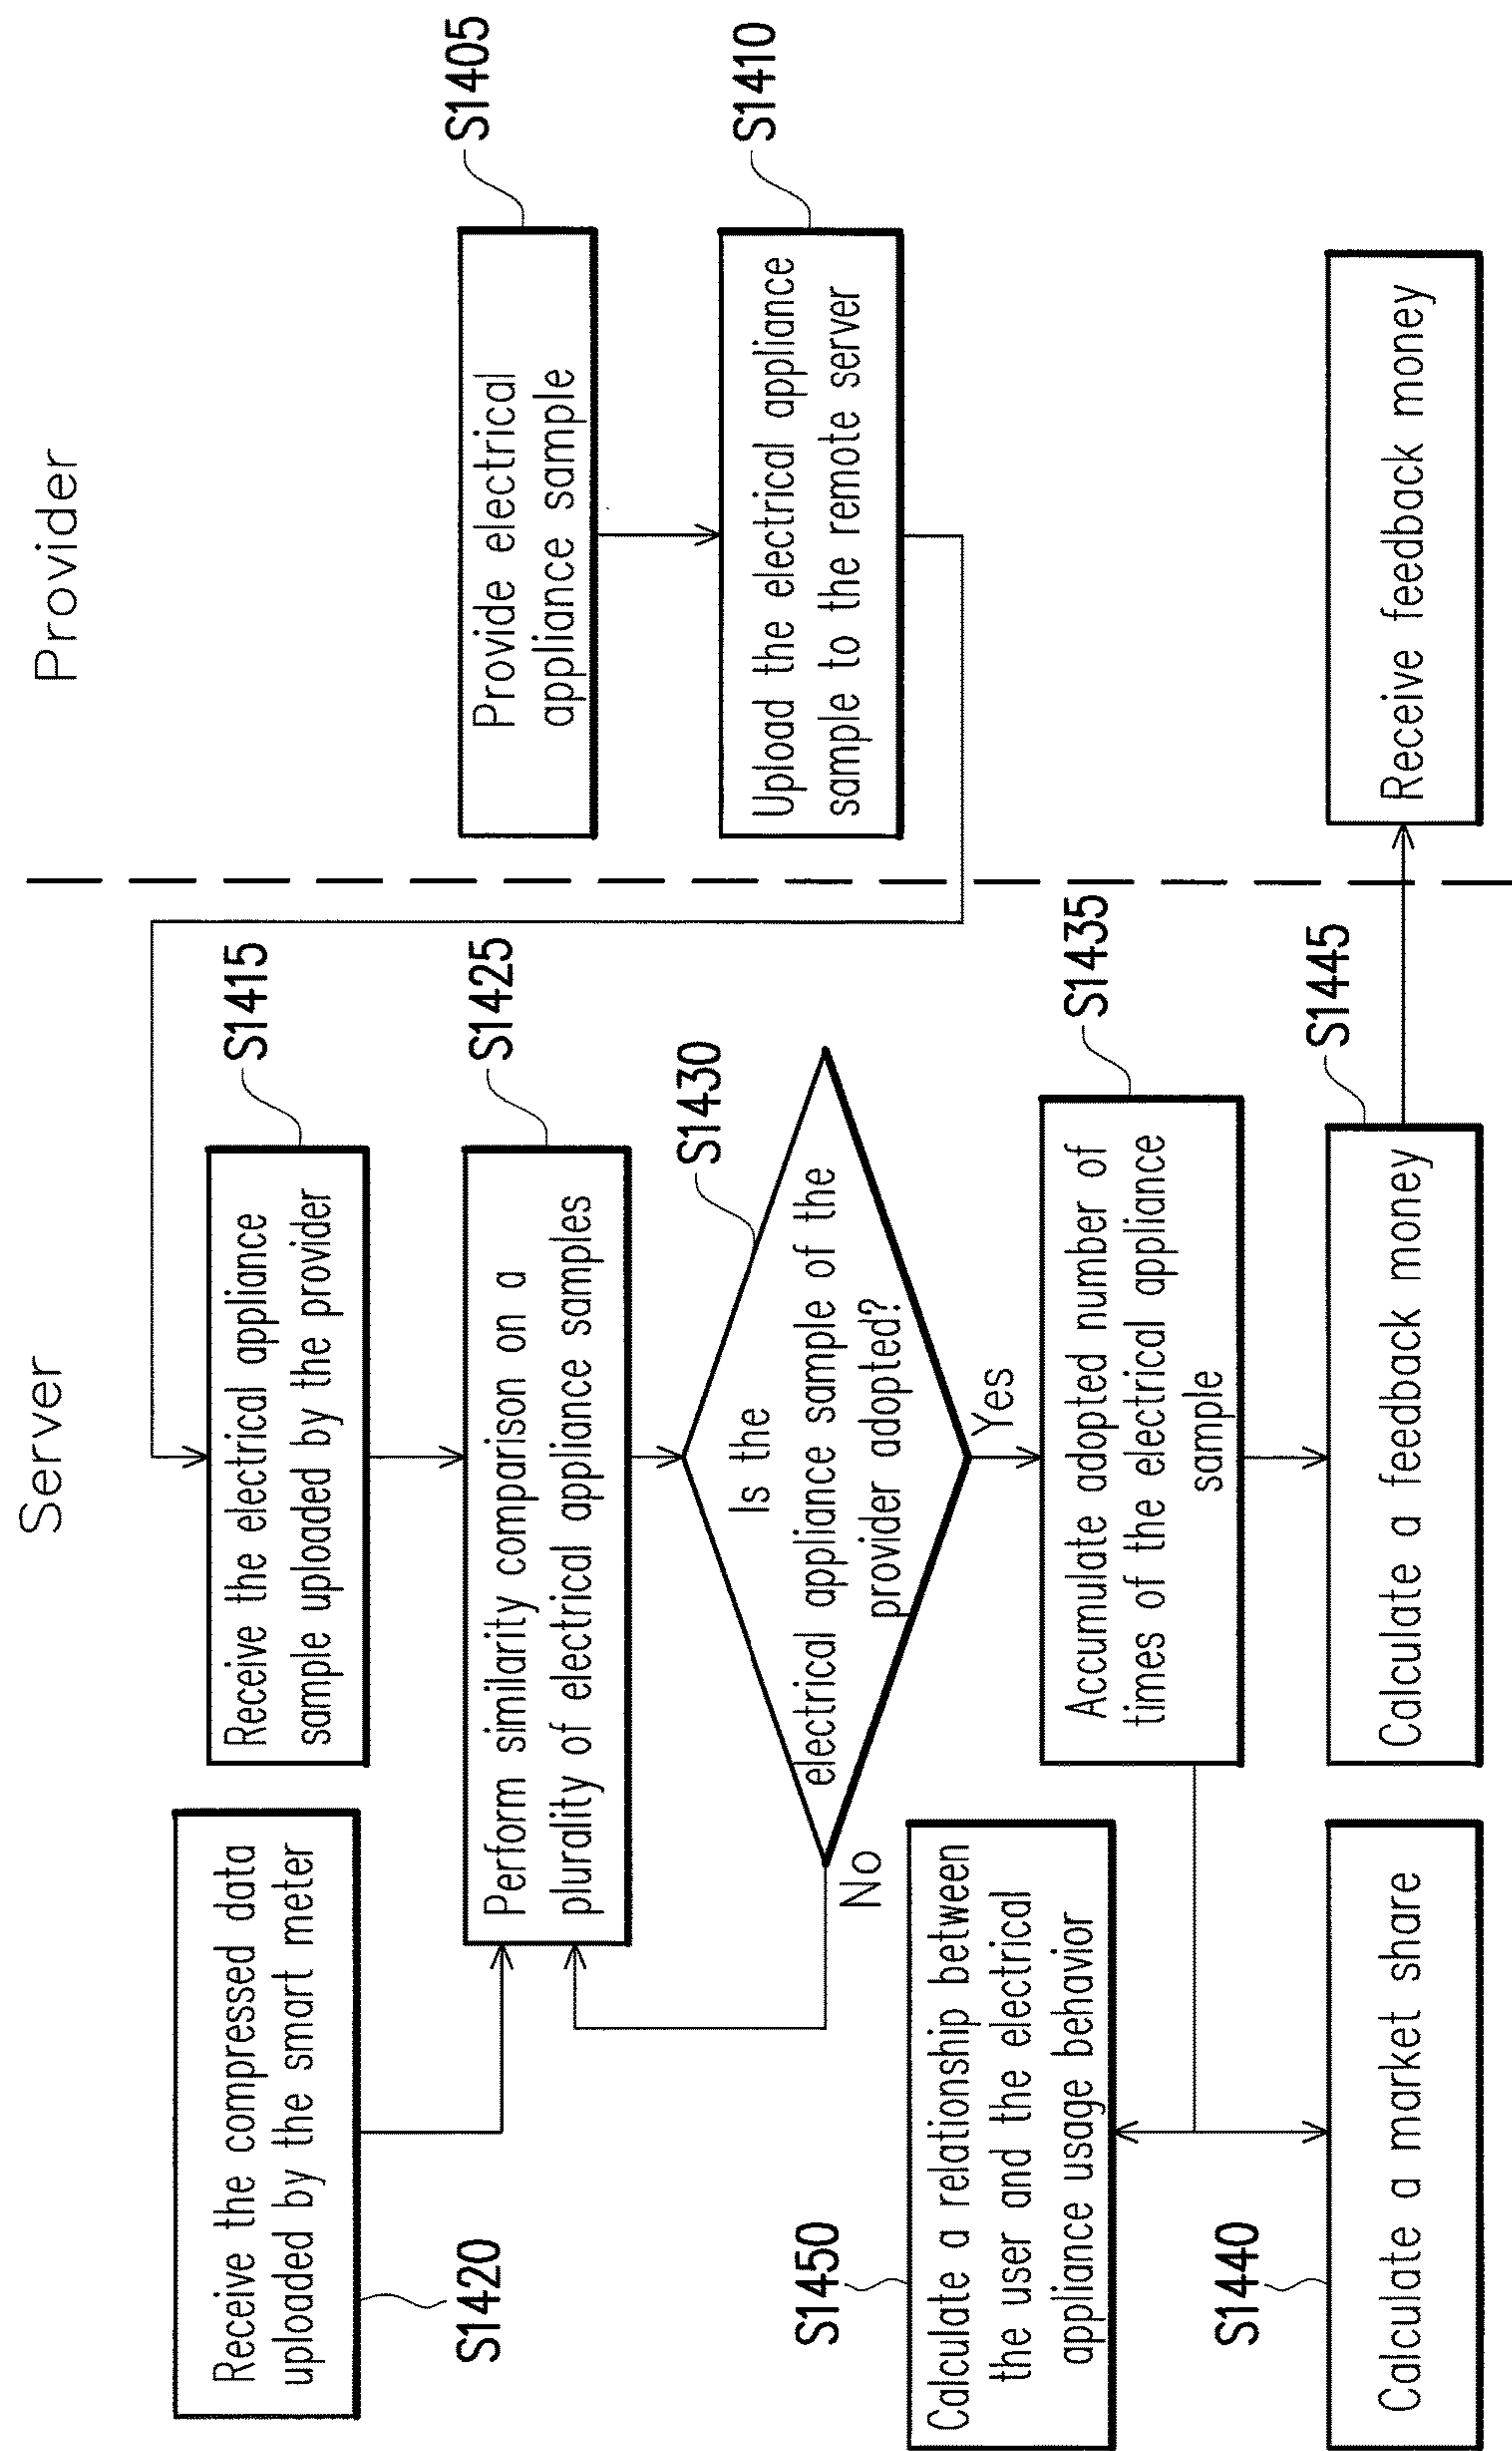 Server
Provider
Provide electrical
appliance sample
S1405
Upload the electrical appliance
sample to the remote server
S1410
Receive the electrical appliance
sample uploaded by the provider
S1415
Receive the compressed data
uploaded by the smart meter
S1420
Perform similarity comparison on a
plurality of electrical appliance samples
S1425
Is the
electrical appliance sample of the
provider adopted?
S1430
No
Yes
Accumulate adopted number of
times of the electrical appliance
sample
S1435
Calculate a relationship between
the user and the electrical
appliance usage behavior
S1450
Calculate a market share
S1440
Calculate a feedback money
S1445
Receive feedback money